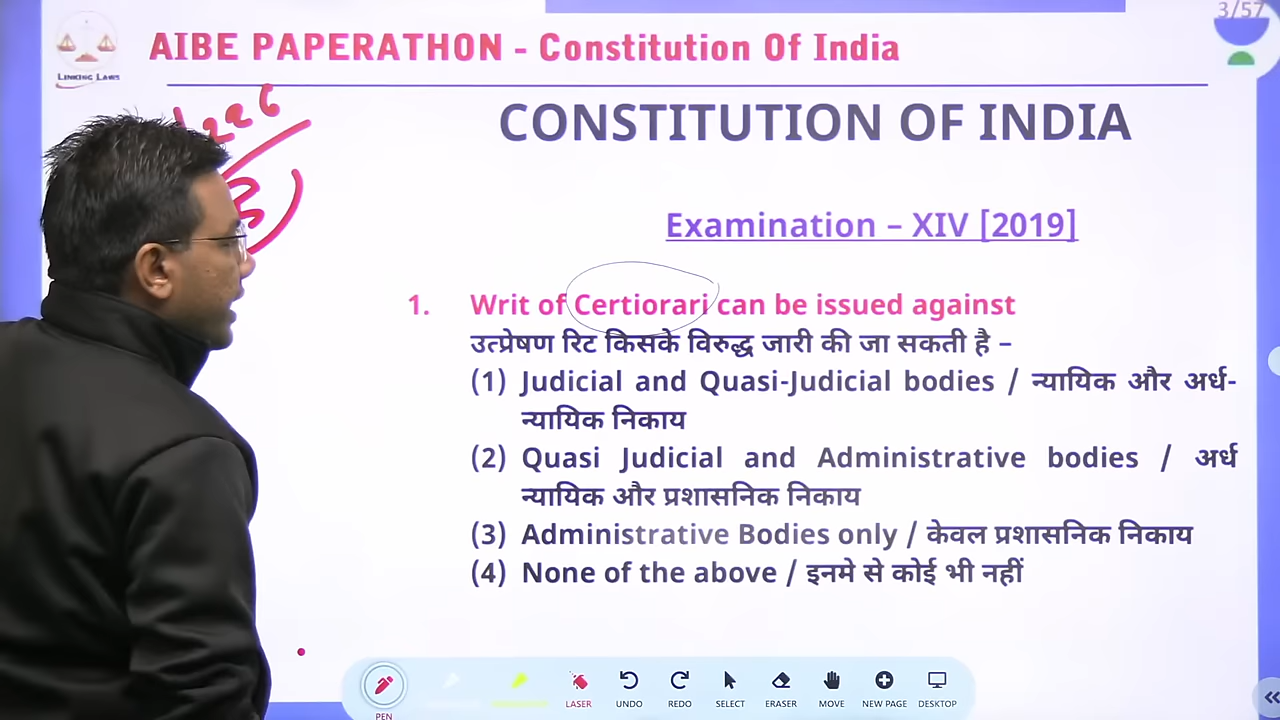 3/57
LINKING LAWS
AIBE PAPERATHON - Constitution Of India
226
CONSTITUTION OF INDIA
Examination – XIV [2019]
1. Writ of Certiorari can be issued against
उत्प्रेषण रिट किसके विरुद्ध जारी की जा सकती है –
(1) Judicial and Quasi-Judicial bodies / न्यायिक और अर्ध-
न्यायिक निकाय
(2) Quasi Judicial and Administrative bodies / अर्ध
न्यायिक और प्रशासनिक निकाय
(3) Administrative Bodies only / केवल प्रशासनिक निकाय
(4) None of the above / इनमे से कोई भी नहीं
PEN LASER UNDO REDO SELECT ERASER MOVE NEW PAGE DESKTOP